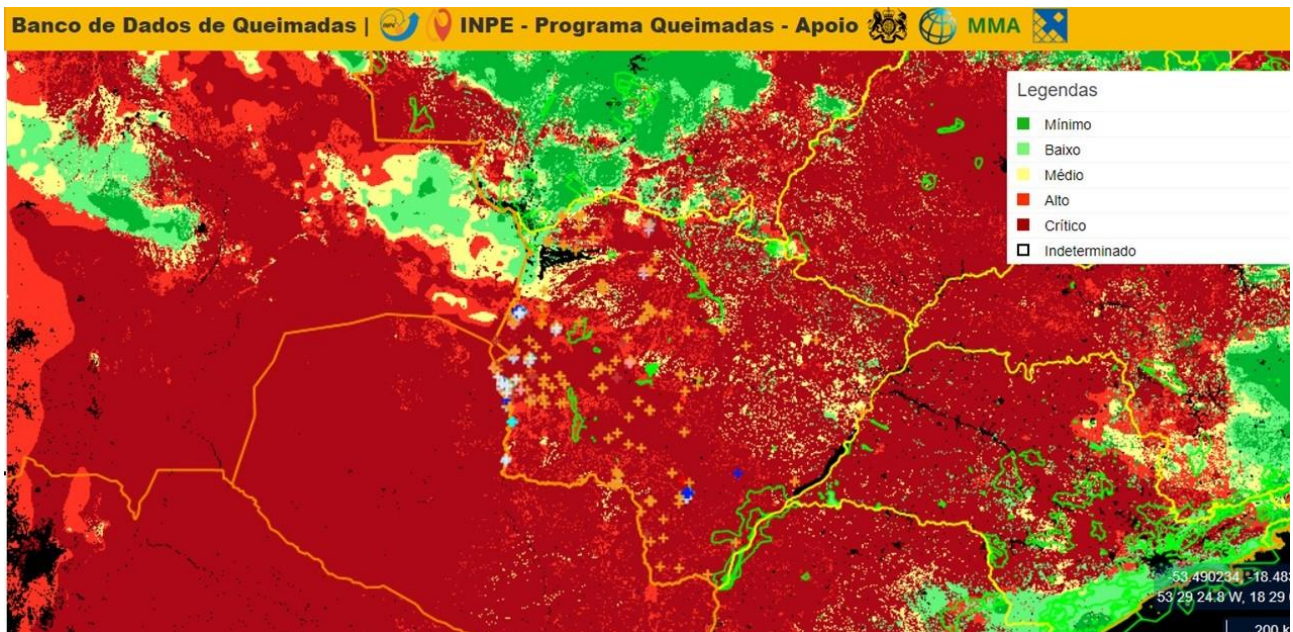 Banco de Dados de Queimadas | INPE - Programa Queimadas - Apoio MMA
Legendas
Mínimo
Baixo
Médio
Alto
Crítico
Indeterminado
-53.490234, -18.483
53 29 24.8 W, 18 29
200 k